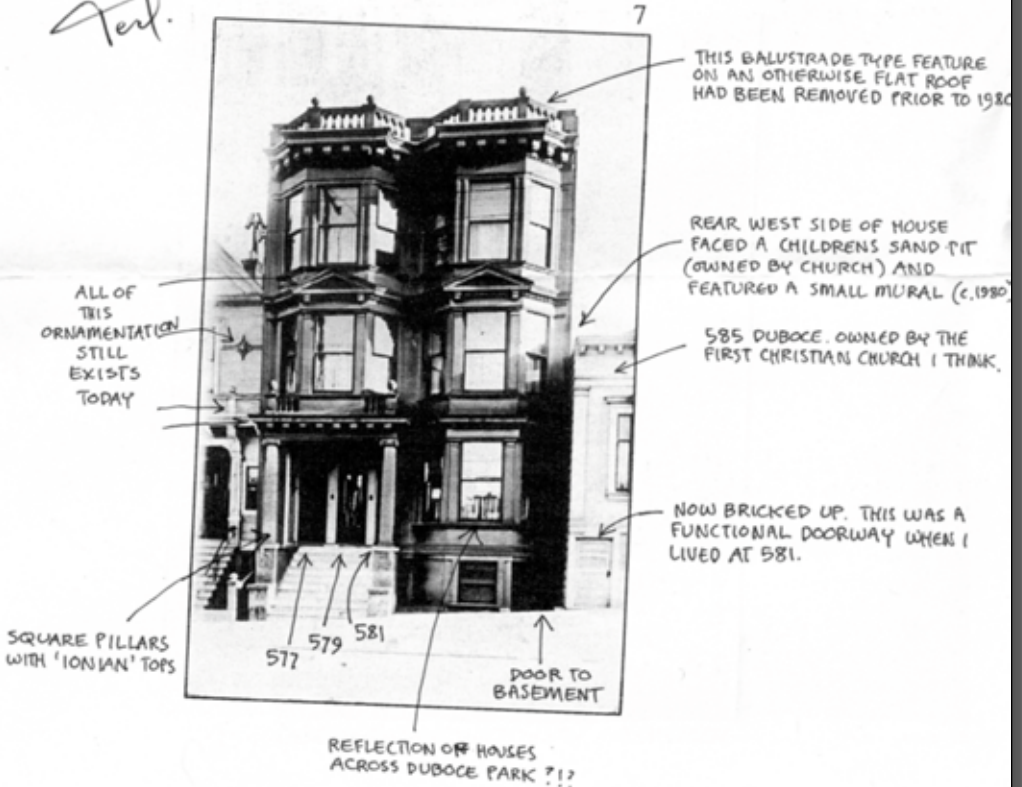 7
THIS BALUSTRADE TYPE FEATURE
ON AN OTHERWISE FLAT ROOF
HAD BEEN REMOVED PRIOR TO 1980
REAR WEST SIDE OF HOUSE
FACED A CHILDRENS SAND PIT
(OWNED BY CHURCH) AND
FEATURED A SMALL MURAL (c.1980)
ALL OF
THIS
ORNAMENTATION
STILL
EXISTS
TODAY
585 DUBOCE. OWNED BY THE
FIRST CHRISTIAN CHURCH I THINK.
NOW BRICKED UP. THIS WAS A
FUNCTIONAL DOORWAY WHEN I
LIVED AT 581.
SQUARE PILLARS
WITH 'IONIAN' TOPS
577
579
581
DOOR TO
BASEMENT
REFLECTION OF HOUSES
ACROSS DUBOCE PARK ?!?